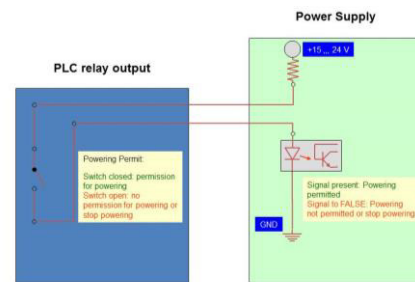 Power Supply
+15 ,,, 24 V
PLC relay output
Powering Permit:
Switch closed: permission
for powering
Switch open: no
permission for powering or
stop powering
Signal present: Powering
permitted
Signal to FALSE: Powering
not permitted or stop powering
GND